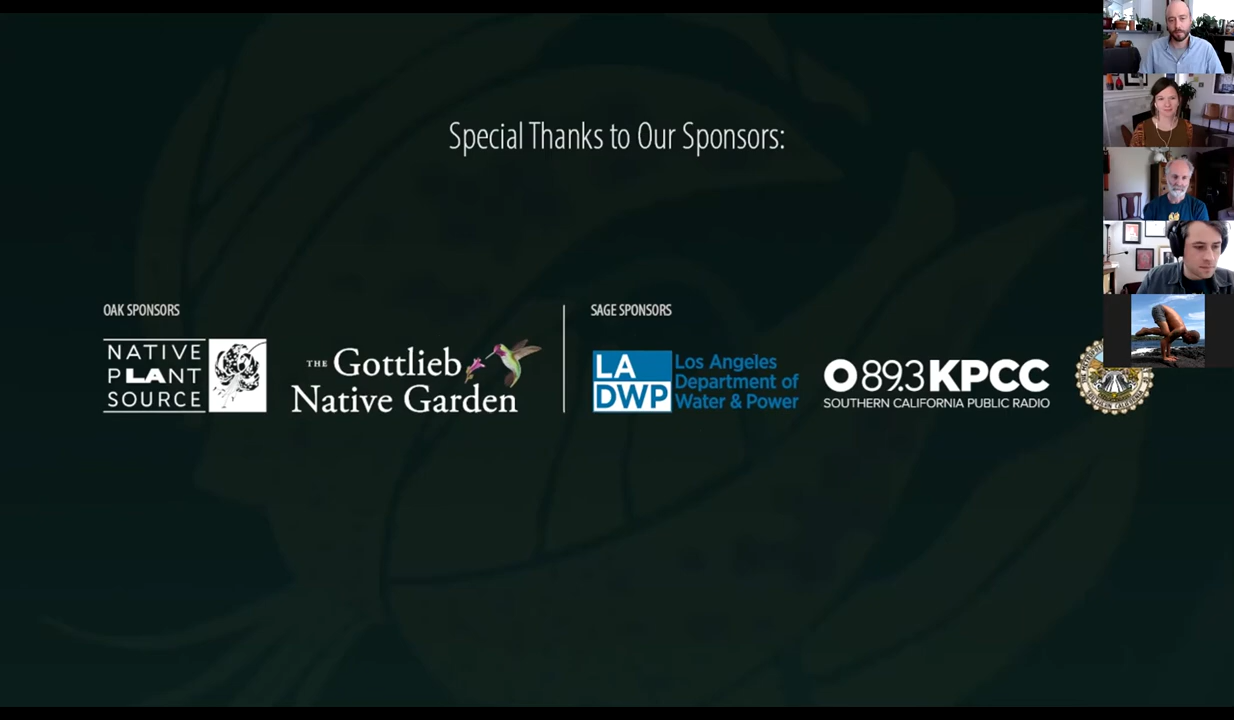 Special Thanks to Our Sponsors:
OAK SPONSORS
SAGE SPONSORS
NATIVE
PLANT
SOURCE
THE Gottlieb
Native Garden
LA
DWP
Los Angeles
Department of
Water & Power
89.3 KPCC
SOUTHERN CALIFORNIA PUBLIC RADIO